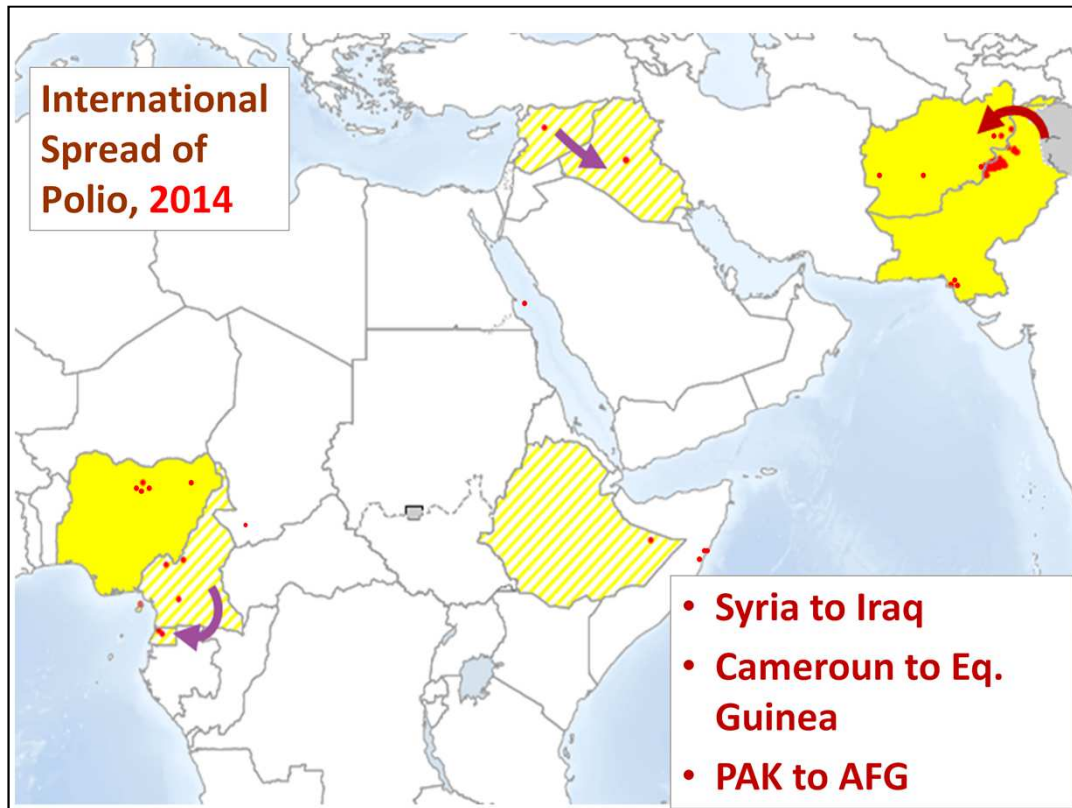 International
Spread of
Polio, 2014
• Syria to Iraq
• Cameroun to Eq.
Guinea
• PAK to AFG